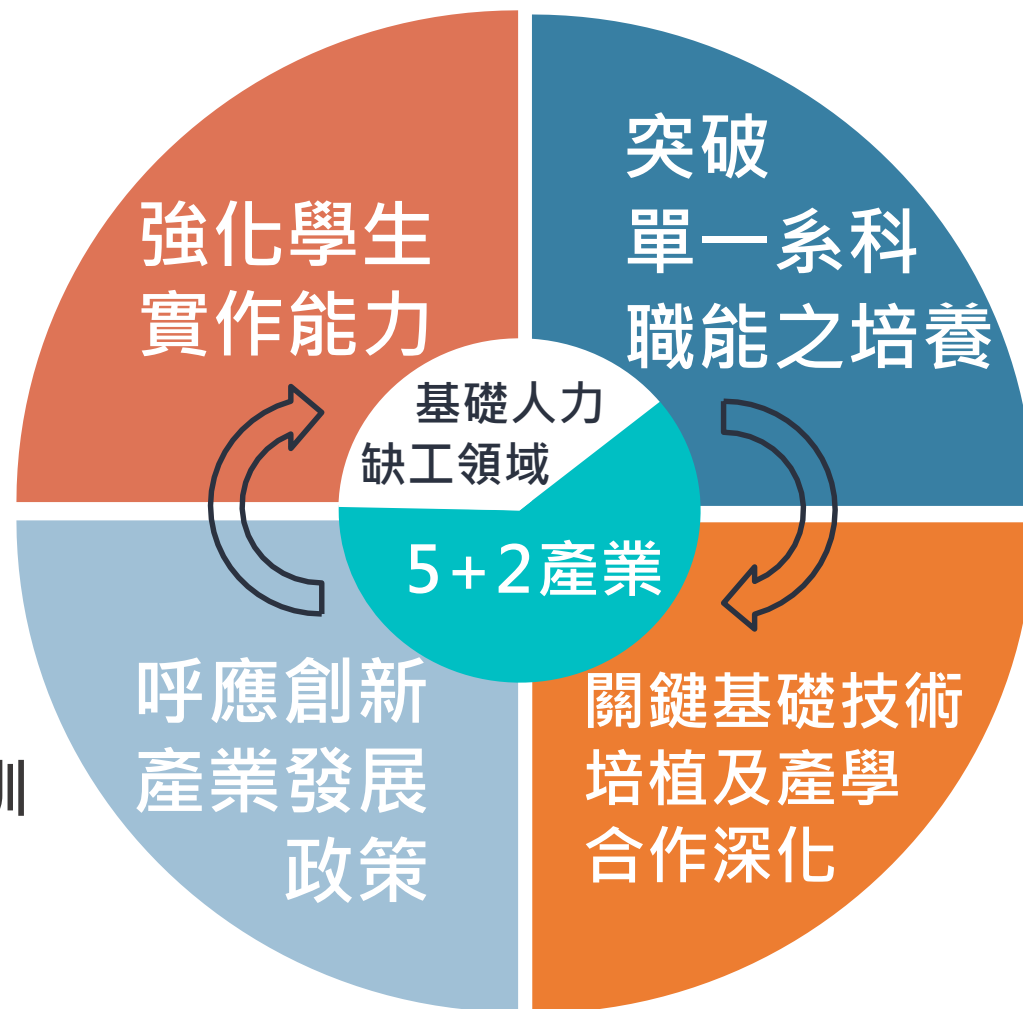 強化學生
實作能力
突破
單一系科
職能之培養
基礎人力
缺工領域
5+2產業
呼應創新
產業發展
政策
關鍵基礎技術
培植及產學
合作深化